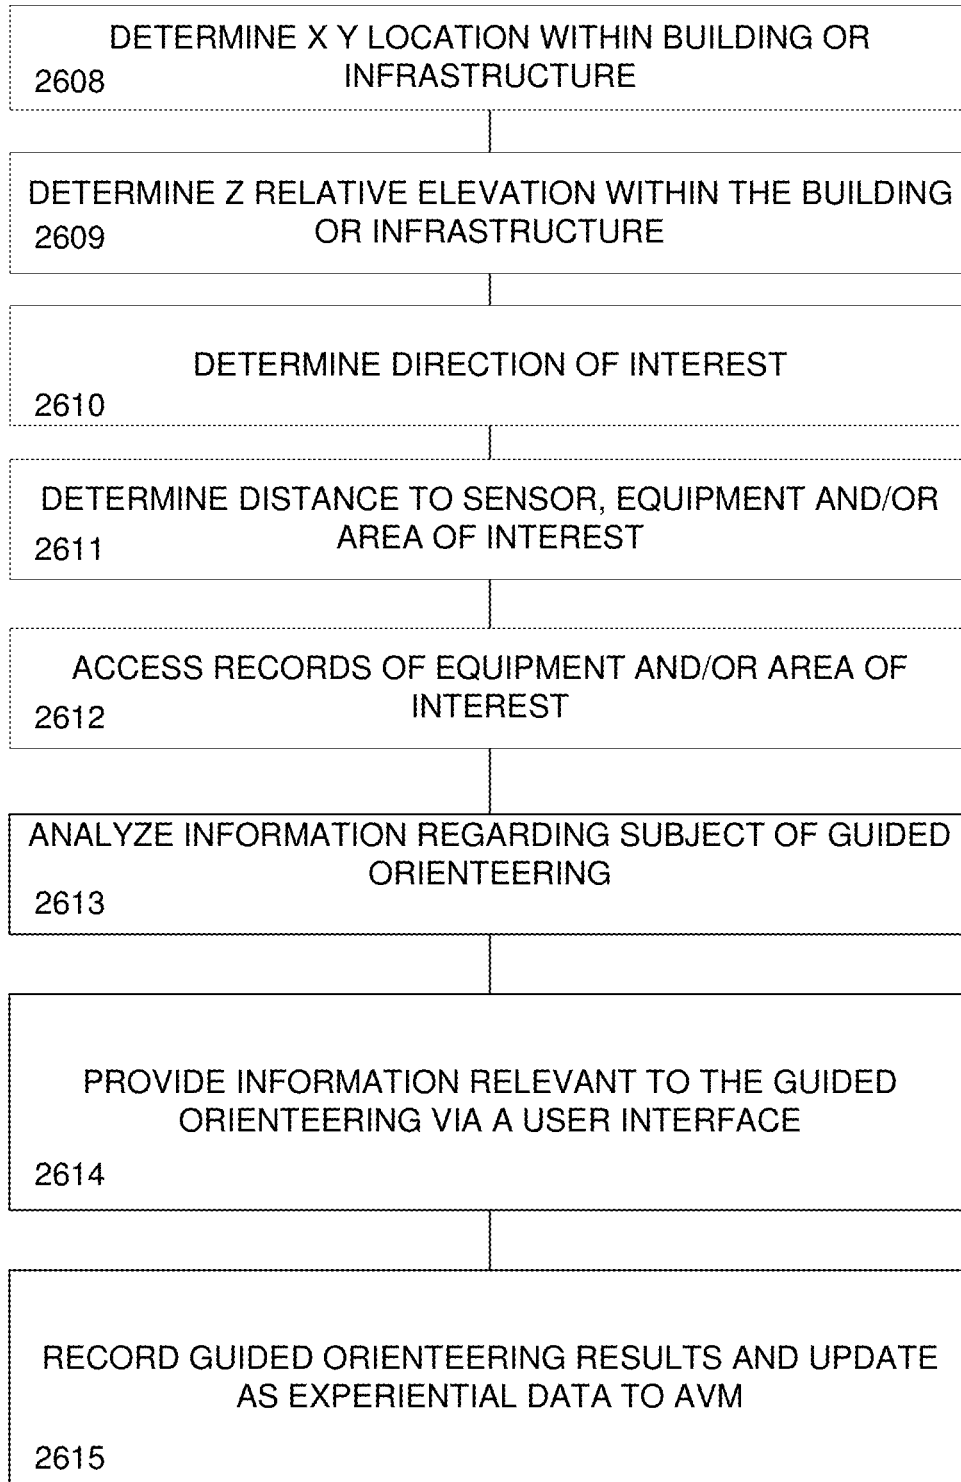 DETERMINE X Y LOCATION WITHIN BUILDING OR
INFRASTRUCTURE
2608
DETERMINE Z RELATIVE ELEVATION WITHIN THE BUILDING
OR INFRASTRUCTURE
2609
DETERMINE DIRECTION OF INTEREST
2610
DETERMINE DISTANCE TO SENSOR, EQUIPMENT AND/OR
AREA OF INTEREST
2611
ACCESS RECORDS OF EQUIPMENT AND/OR AREA OF
INTEREST
2612
ANALYZE INFORMATION REGARDING SUBJECT OF GUIDED
ORIENTEERING
2613
PROVIDE INFORMATION RELEVANT TO THE GUIDED
ORIENTEERING VIA A USER INTERFACE
2614
RECORD GUIDED ORIENTEERING RESULTS AND UPDATE
AS EXPERIENTIAL DATA TO AVM
2615